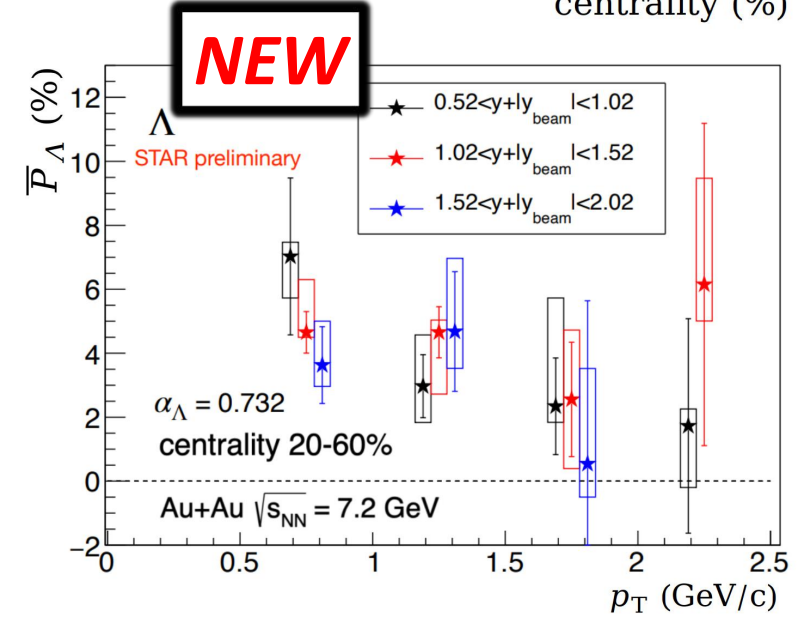 centrality (%)
NEW
P̅_Λ (%)
12
10
8
6
4
2
0
−2
Λ
STAR preliminary
0.52<y+|y_beam|<1.02
1.02<y+|y_beam|<1.52
1.52<y+|y_beam|<2.02
α_Λ = 0.732
centrality 20-60%
Au+Au √s_NN = 7.2 GeV
0 0.5 1 1.5 2 2.5
p_T (GeV/c)